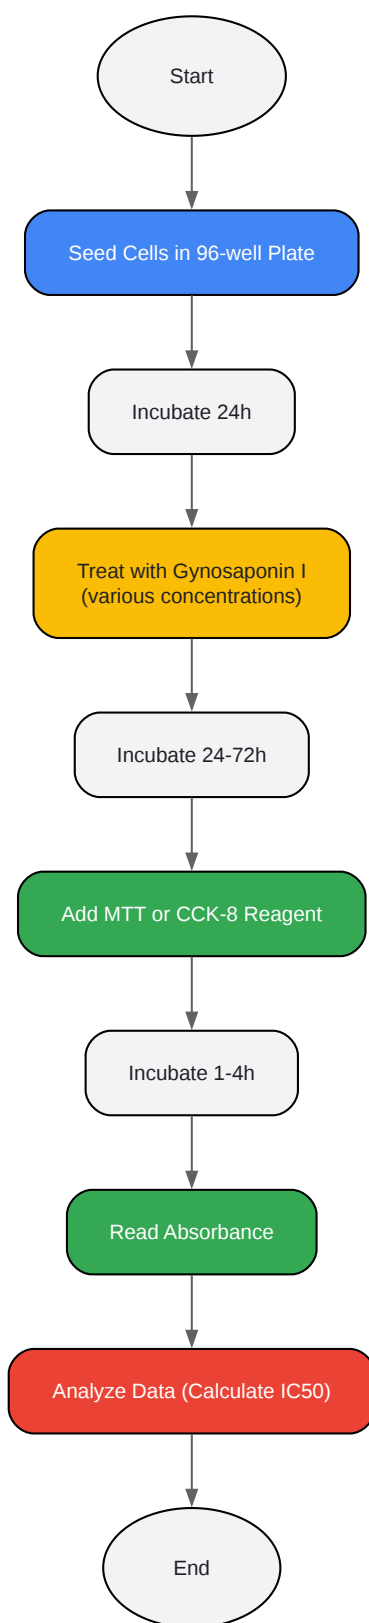 Start
Seed Cells in 96-well Plate
Incubate 24h
Treat with Gynosaponin I
(various concentrations)
Incubate 24-72h
Add MTT or CCK-8 Reagent
Incubate 1-4h
Read Absorbance
Analyze Data (Calculate IC50)
End